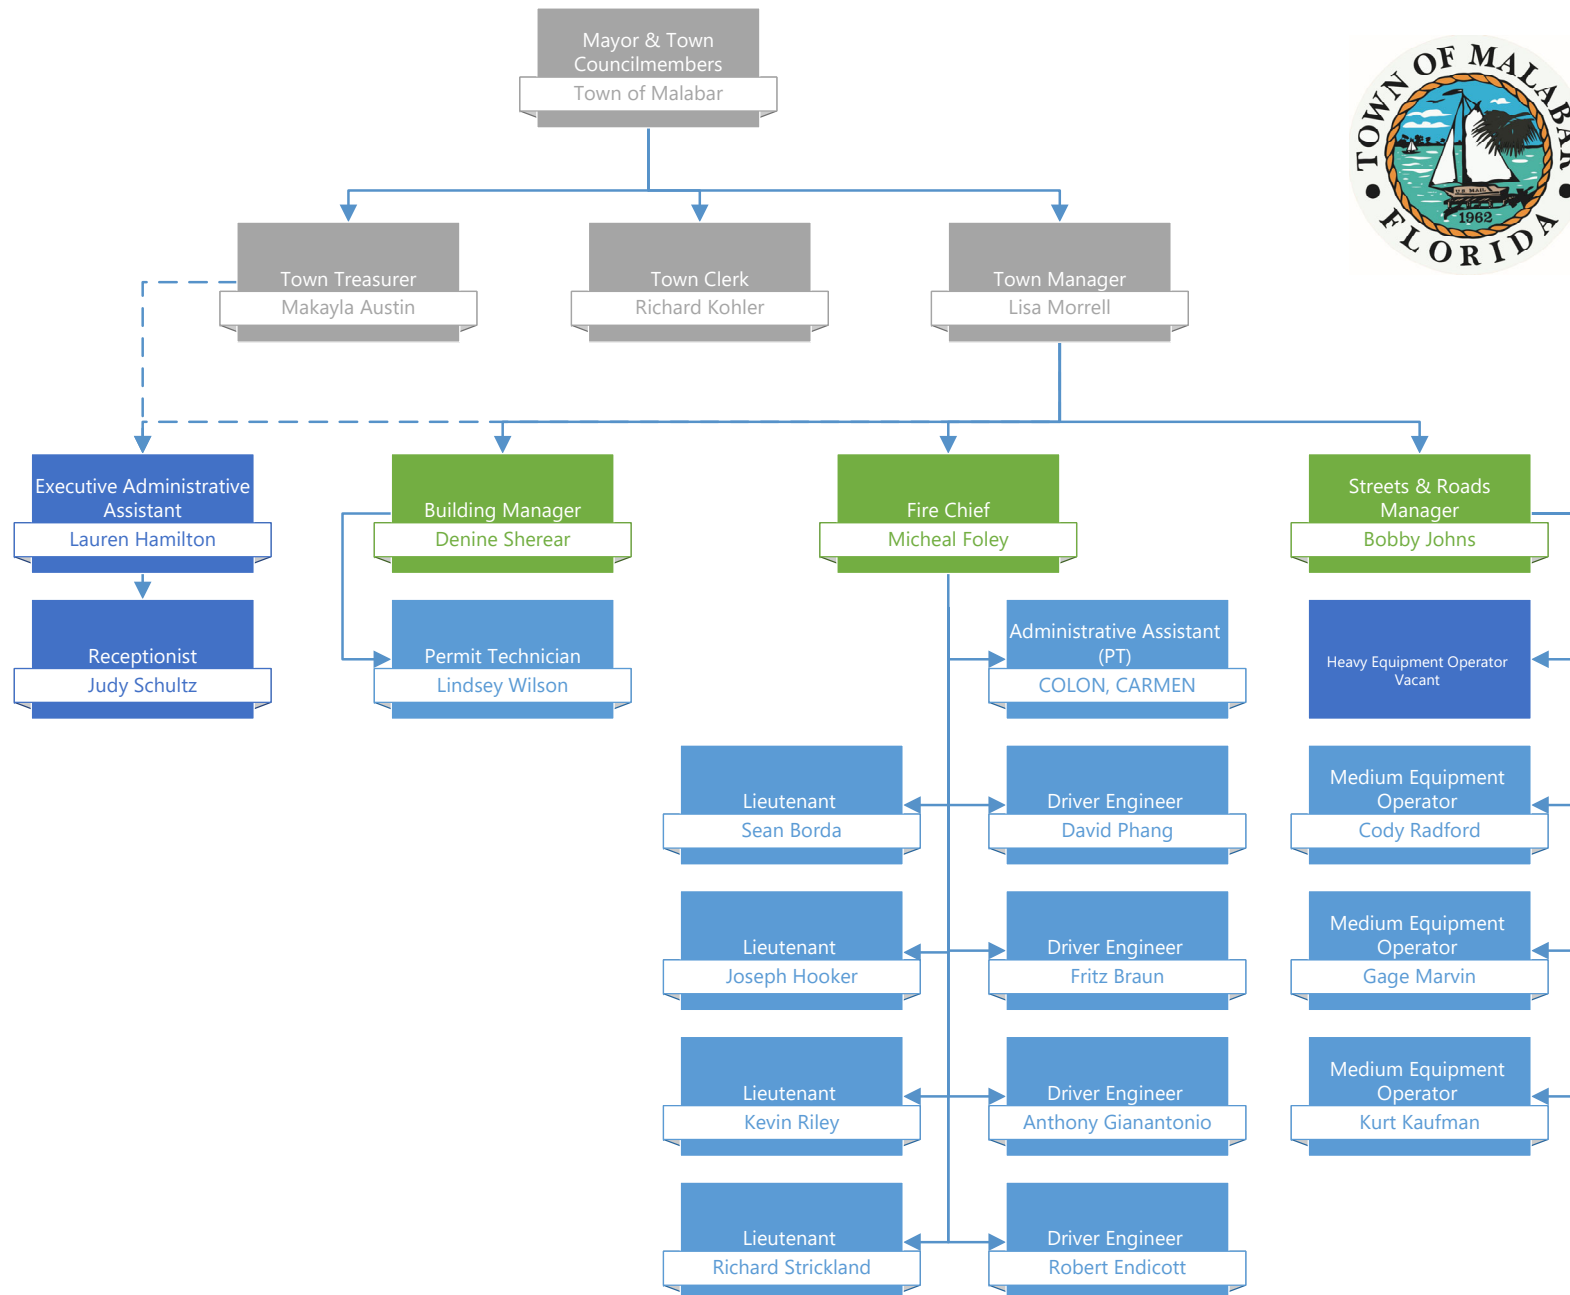 Mayor & Town
Councilmembers
Town of Malabar
TOWN OF MALABAR
FLORIDA
U.S. MAIL
1962
Town Treasurer
Makayla Austin
Town Clerk
Richard Kohler
Town Manager
Lisa Morrell
Executive Administrative
Assistant
Lauren Hamilton
Building Manager
Denine Sherear
Fire Chief
Micheal Foley
Streets & Roads
Manager
Bobby Johns
Receptionist
Judy Schultz
Permit Technician
Lindsey Wilson
Administrative Assistant
(PT)
COLON, CARMEN
Heavy Equipment Operator
Vacant
Lieutenant
Sean Borda
Driver Engineer
David Phang
Medium Equipment
Operator
Cody Radford
Lieutenant
Joseph Hooker
Driver Engineer
Fritz Braun
Medium Equipment
Operator
Gage Marvin
Lieutenant
Kevin Riley
Driver Engineer
Anthony Gianantonio
Medium Equipment
Operator
Kurt Kaufman
Lieutenant
Richard Strickland
Driver Engineer
Robert Endicott